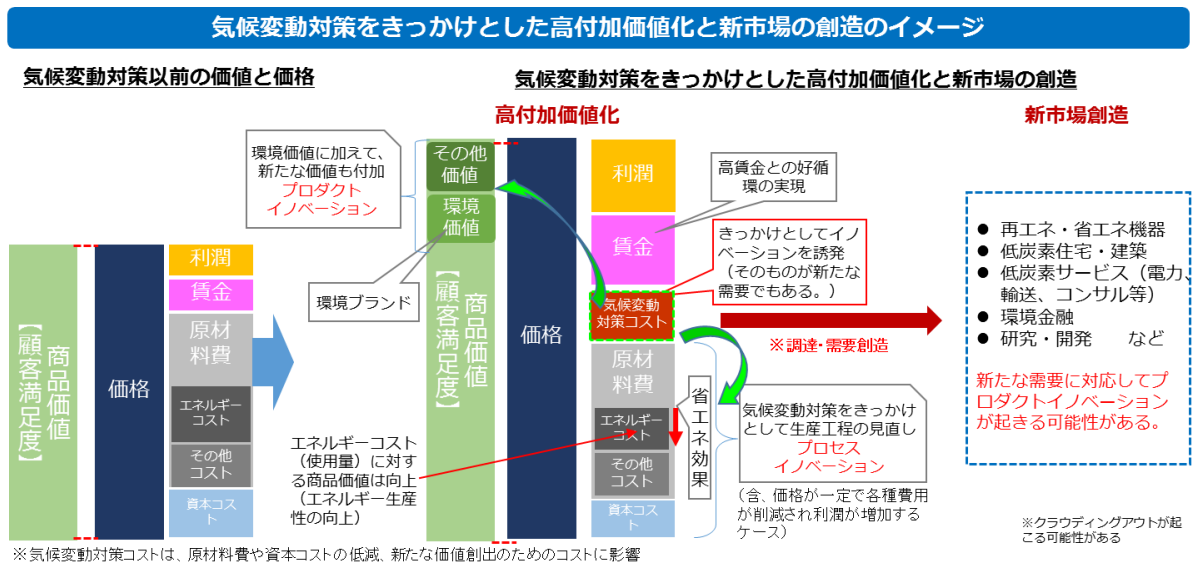 気候変動対策をきっかけとした高付加価値化と新市場の創造のイメージ
気候変動対策以前の価値と価格
【顧客満足度】
商品価値
価格
利潤
賃金
原材
料費
エネルギー
コスト
その他
コスト
資本コス
ト
気候変動対策をきっかけとした高付加価値化と新市場の創造
高付加価値化
環境価値に加えて、
新たな価値も付加
プロダクト
イノベーション
環境ブランド
その他
価値
環境
価値
【顧客満足度】
商品価値
価格
利潤
賃金
気候変動
対策コスト
原材
料費
エネルギー
コスト
その他
コスト
資本コス
ト
高賃金との好循
環の実現
きっかけとしてイノ
ベーションを誘発
（そのものが新たな
需要でもある。）
※調達・需要創造
省エネ効果
気候変動対策をきっかけ
として生産工程の見直し
プロセス
イノベーション
（含、価格が一定で各種費用
が削減され利潤が増加する
ケース）
エネルギーコスト
（使用量）に対す
る商品価値は向上
（エネルギー生産
性の向上）
新市場創造
● 再エネ・省エネ機器
● 低炭素住宅・建築
● 低炭素サービス（電力、
輸送、コンサル等）
● 環境金融
● 研究・開発　など
新たな需要に対応してプ
ロダクトイノベーション
が起きる可能性がある。
※クラウディングアウトが起
こる可能性がある
※気候変動対策コストは、原材料費や資本コストの低減、新たな価値創出のためのコストに影響